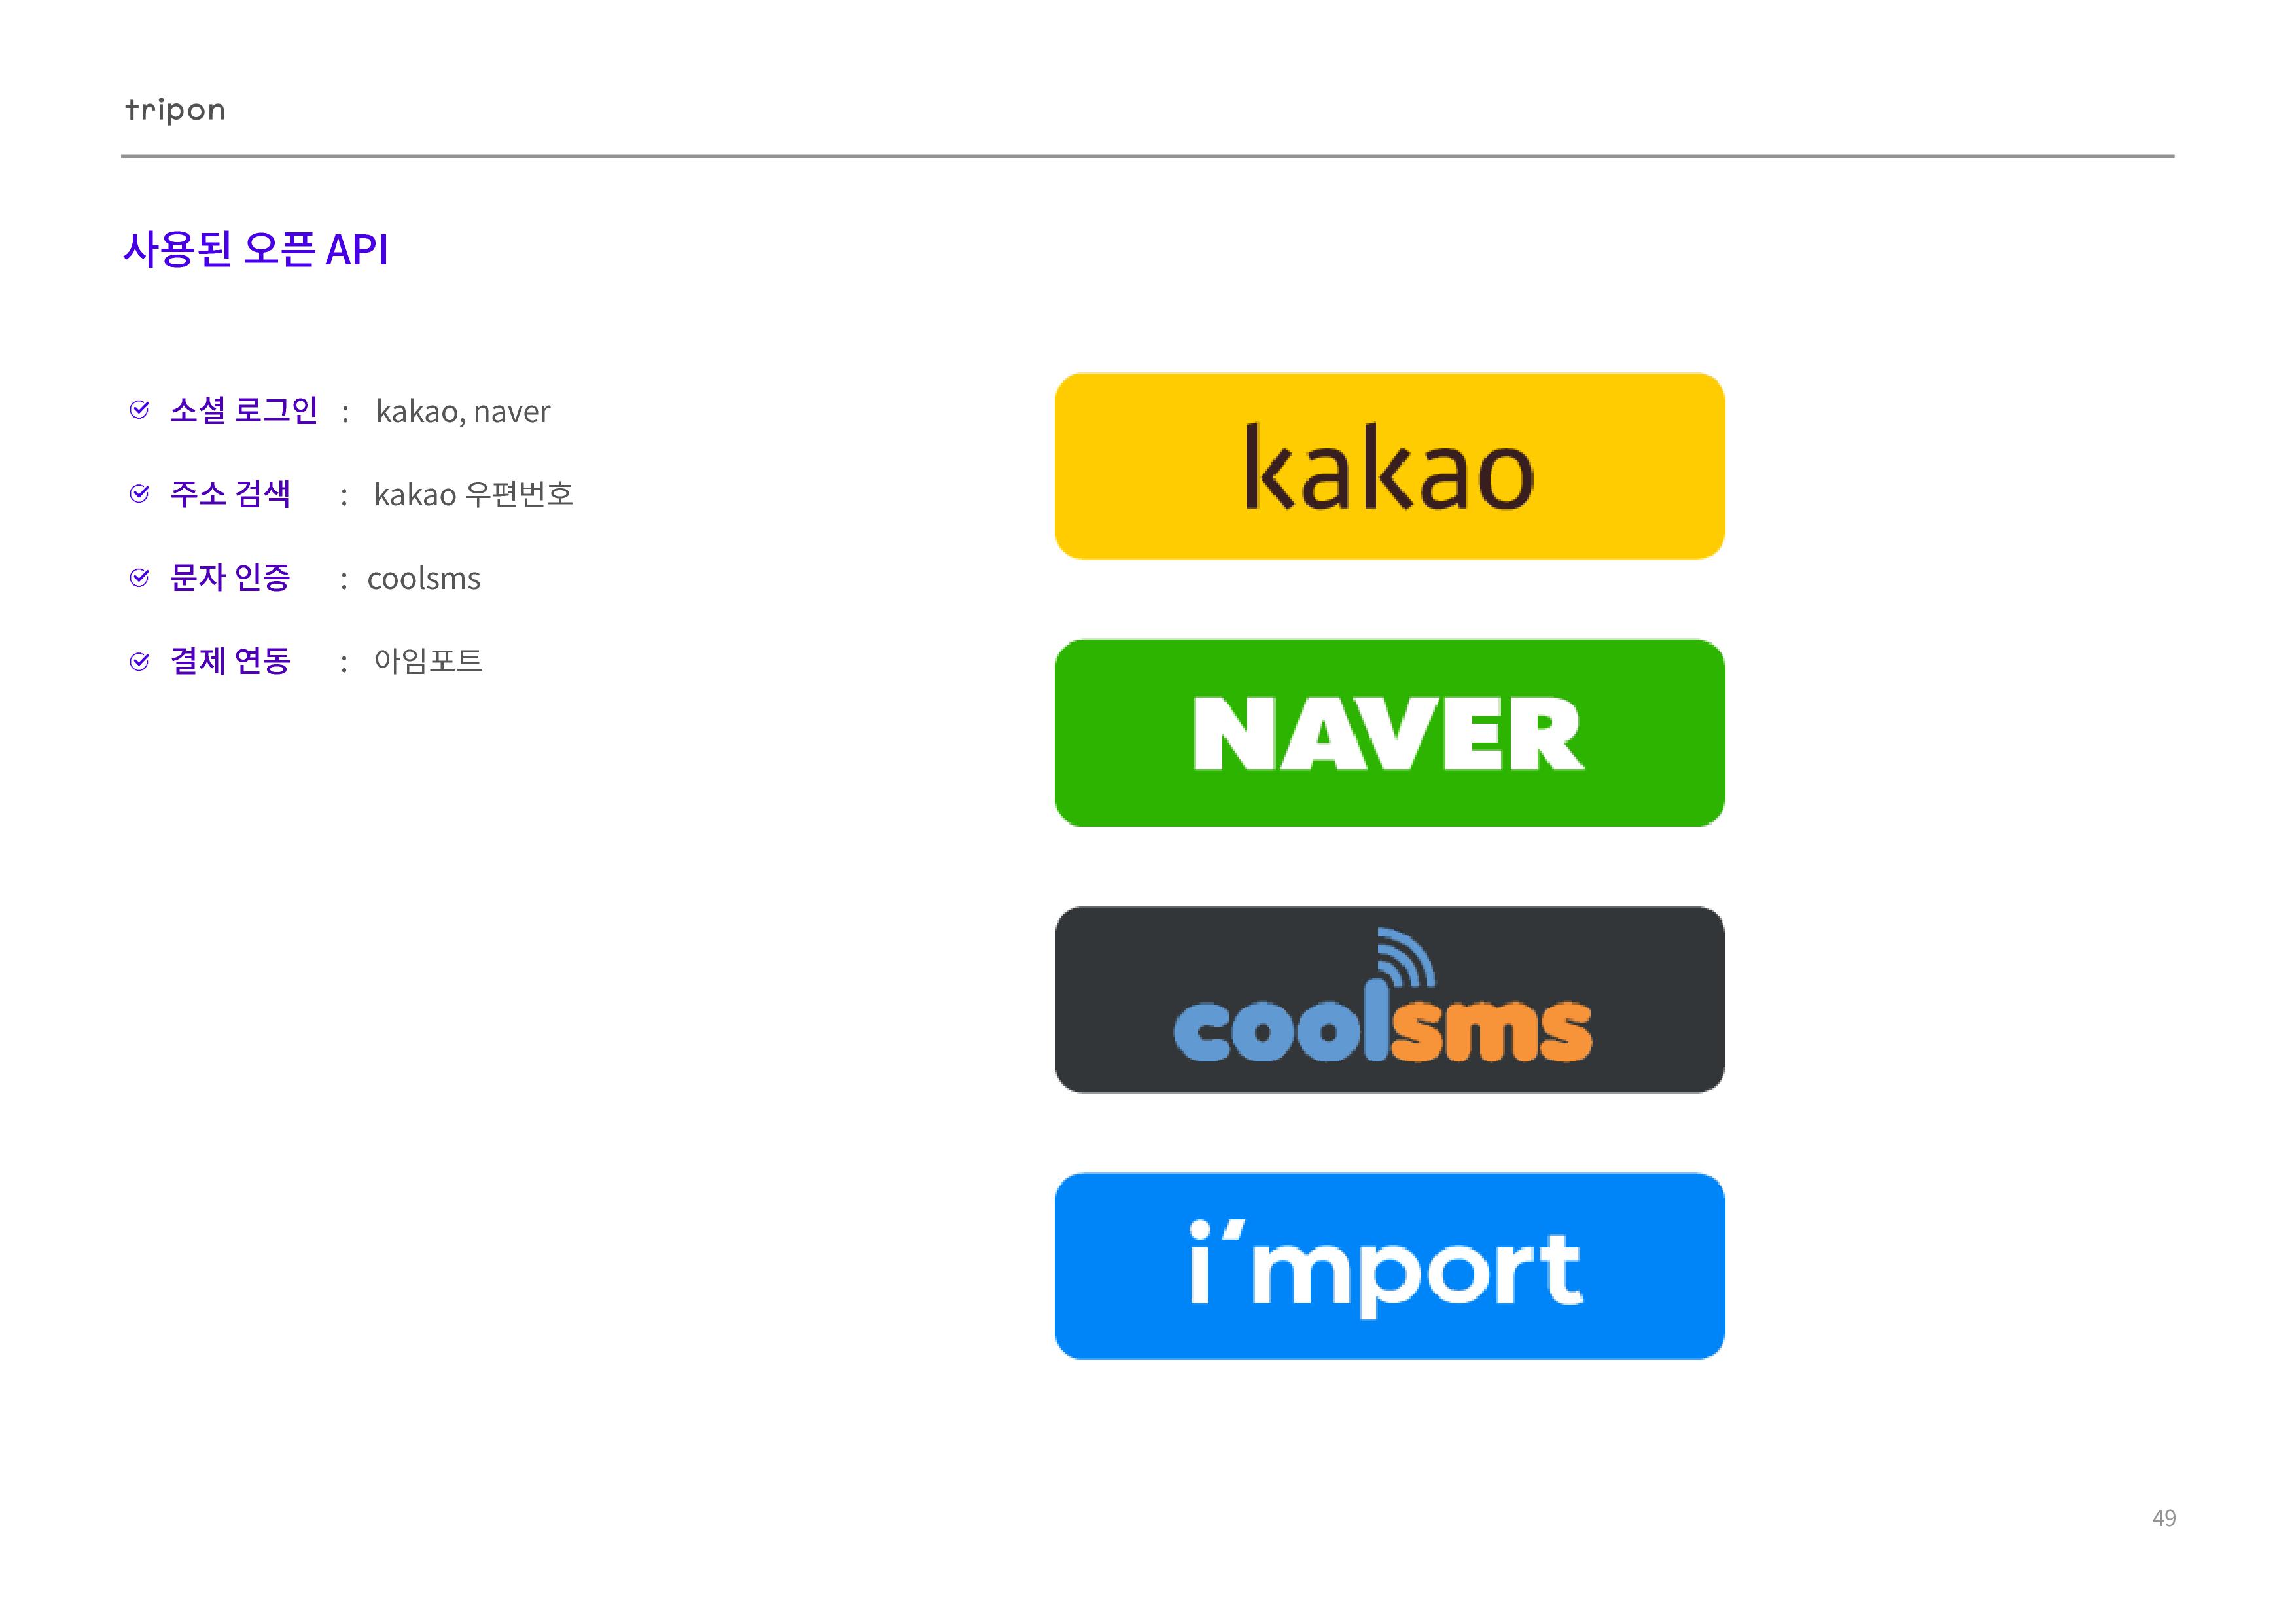 tripon
사용된 오픈 API
소셜 로그인 : kakao, naver
주소 검색 : kakao 우편번호
문자 인증 : coolsms
결제 연동 : 아임포트
kakao
NAVER
coolsms
i'mport
49